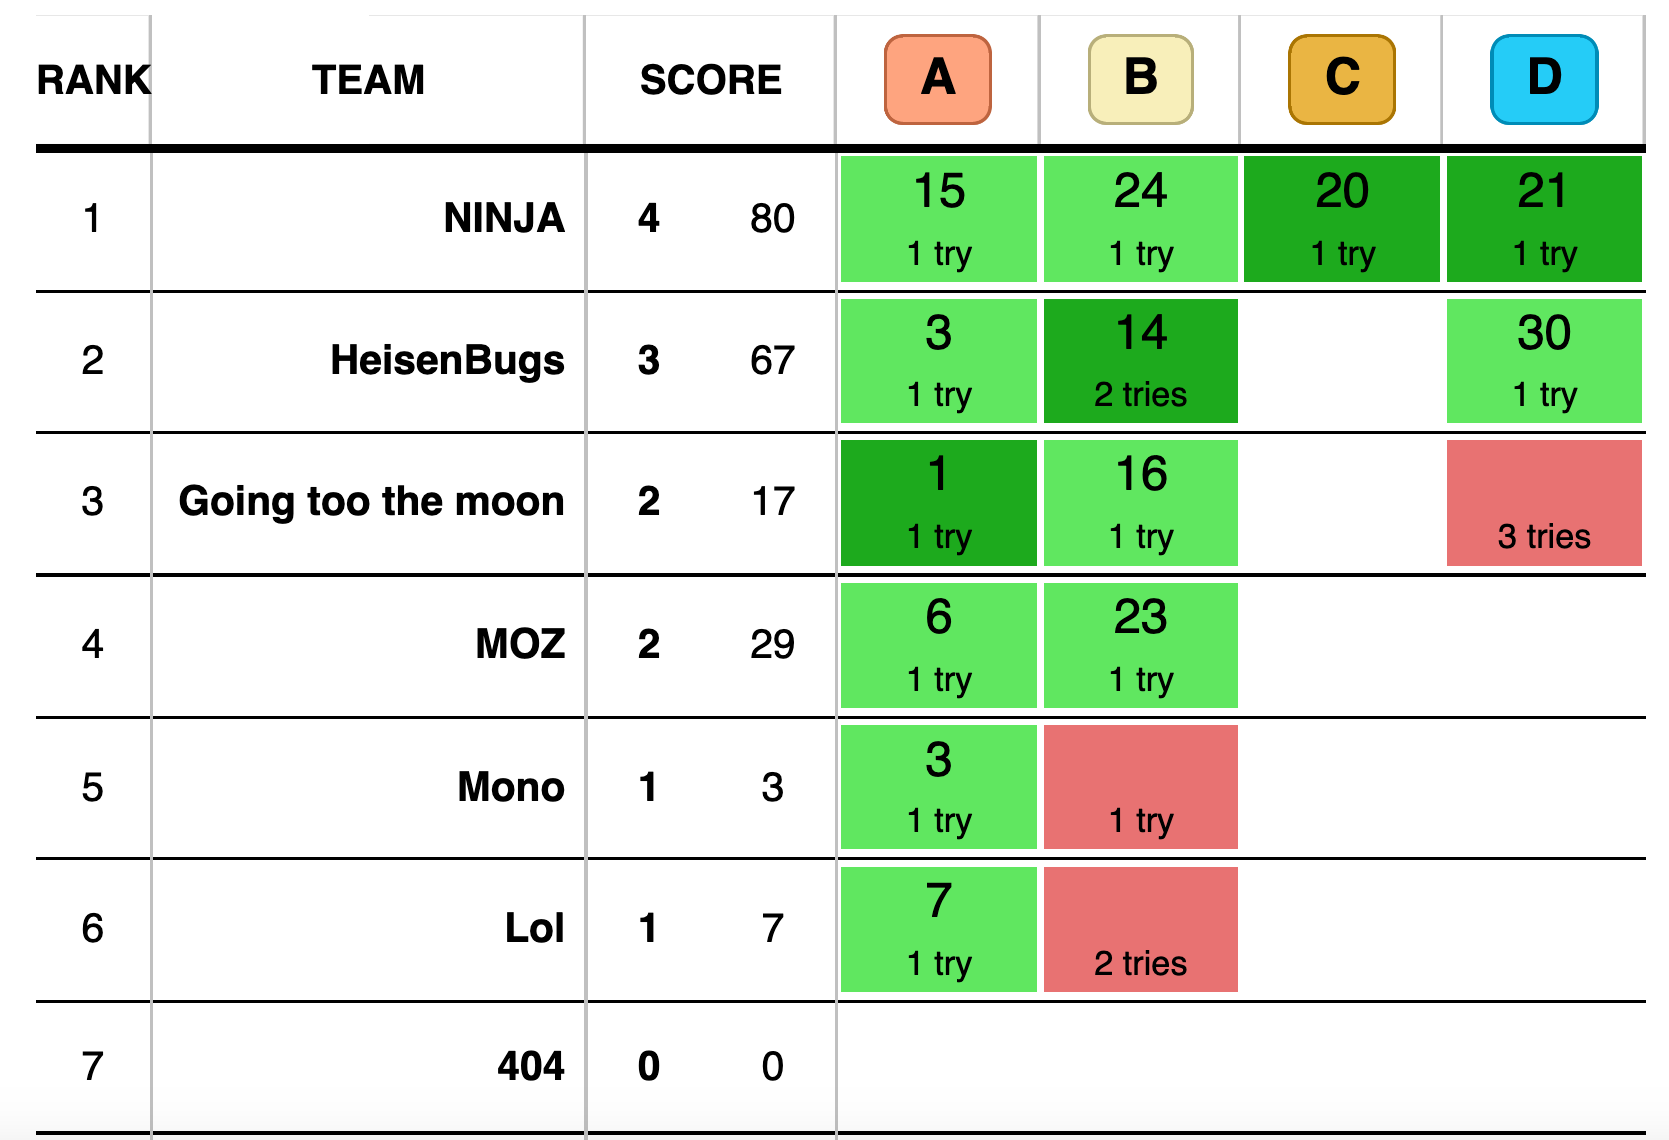 RANK TEAM SCORE A B C D
1 NINJA 4 80 15 24 20 21
1 try 1 try 1 try 1 try
2 HeisenBugs 3 67 3 14 30
1 try 2 tries 1 try
3 Going too the moon 2 17 1 16
1 try 1 try 3 tries
4 MOZ 2 29 6 23
1 try 1 try
5 Mono 1 3 3
1 try 1 try
6 Lol 1 7 7
1 try 2 tries
7 404 0 0